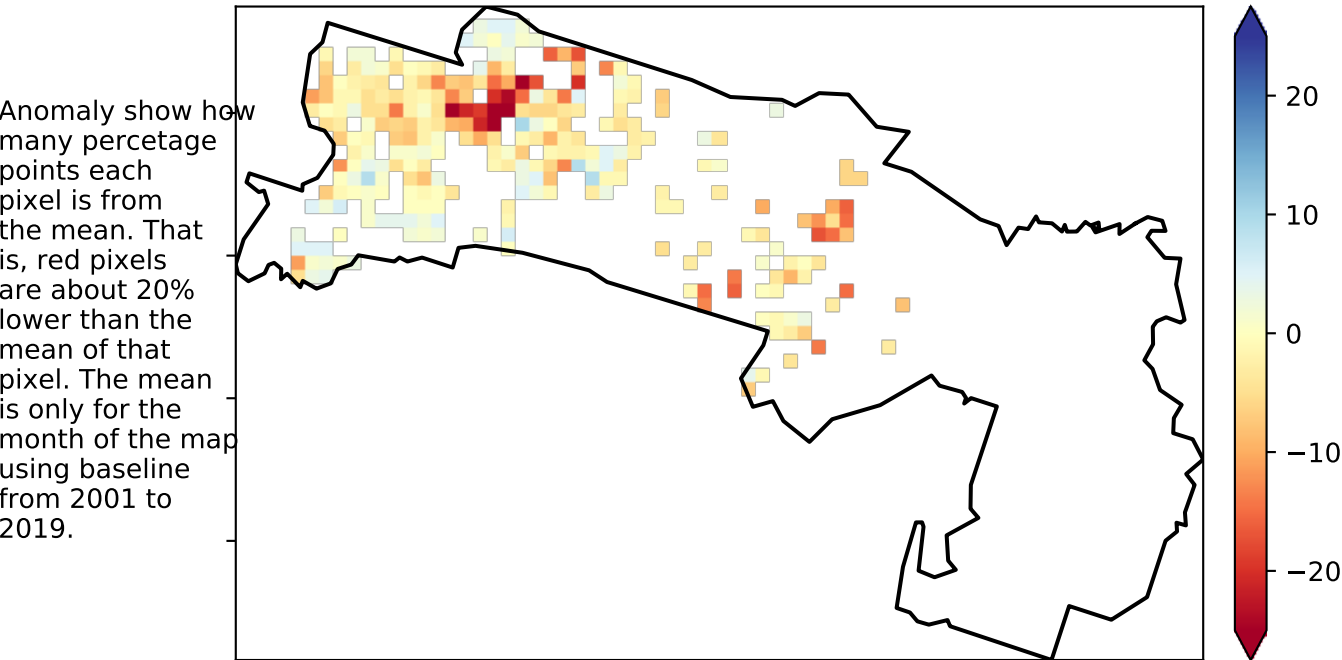 Anomaly show how
many percetage
points each
pixel is from
the mean. That
is, red pixels
are about 20%
lower than the
mean of that
pixel. The mean
is only for the
month of the map
using baseline
from 2001 to
2019.
20
10
0
−10
−20